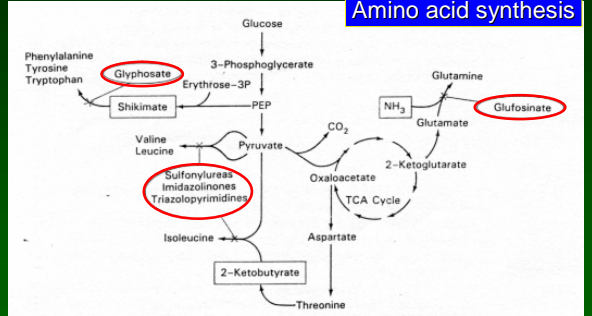 Amino acid synthesis
Glucose
Phenylalanine
Tyrosine
Tryptophan
Glyphosate
3-Phosphoglycerate
Erythrose-3P
Shikimate
PEP
Glutamine
NH3
Glufosinate
Glutamate
CO2
Valine
Leucine
Pyruvate
2-Ketoglutarate
Oxaloacetate
Sulfonylureas
Imidazolinones
Triazolopyrimidines
TCA Cycle
Isoleucine
Aspartate
2-Ketobutyrate
Threonine